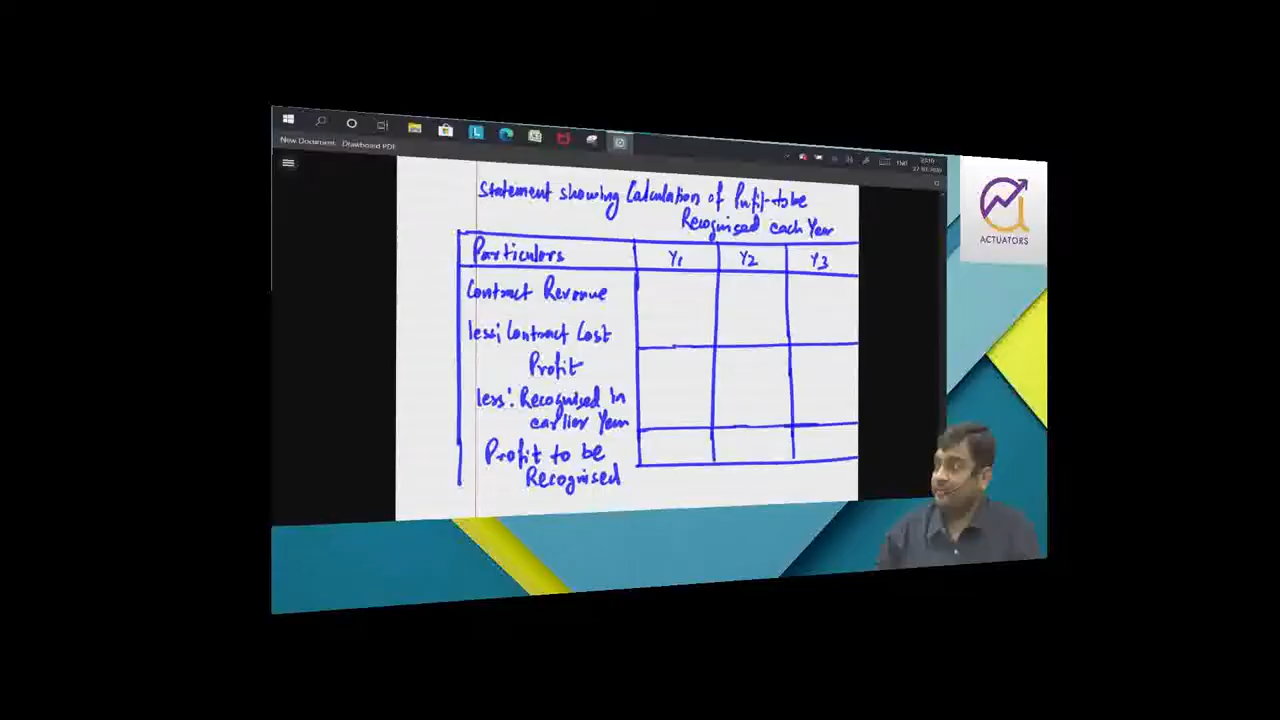 New Document. Drawboard PDF
ENG
Statement showing Calculation of Profit to be
Recognised each Year
Particulars Y1 Y2 Y3
Contract Revenue
less: Contract Cost
Profit
less: Recognised in
earlier Year
Profit to be
Recognised
ACTUATORS